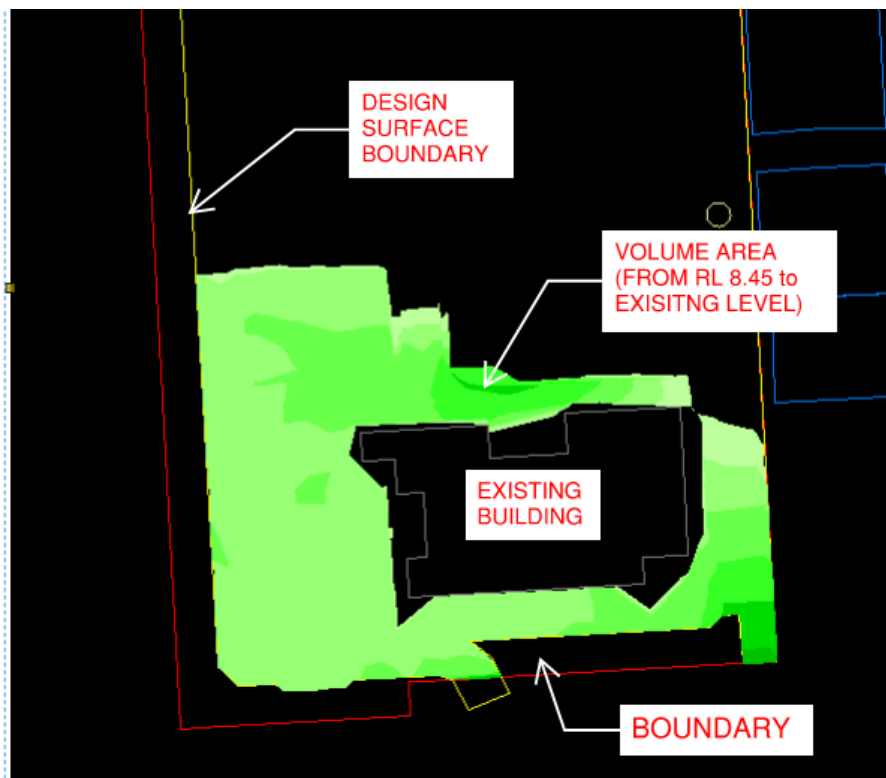 DESIGN
SURFACE
BOUNDARY
VOLUME AREA
(FROM RL 8.45 to
EXISITNG LEVEL)
EXISTING
BUILDING
BOUNDARY